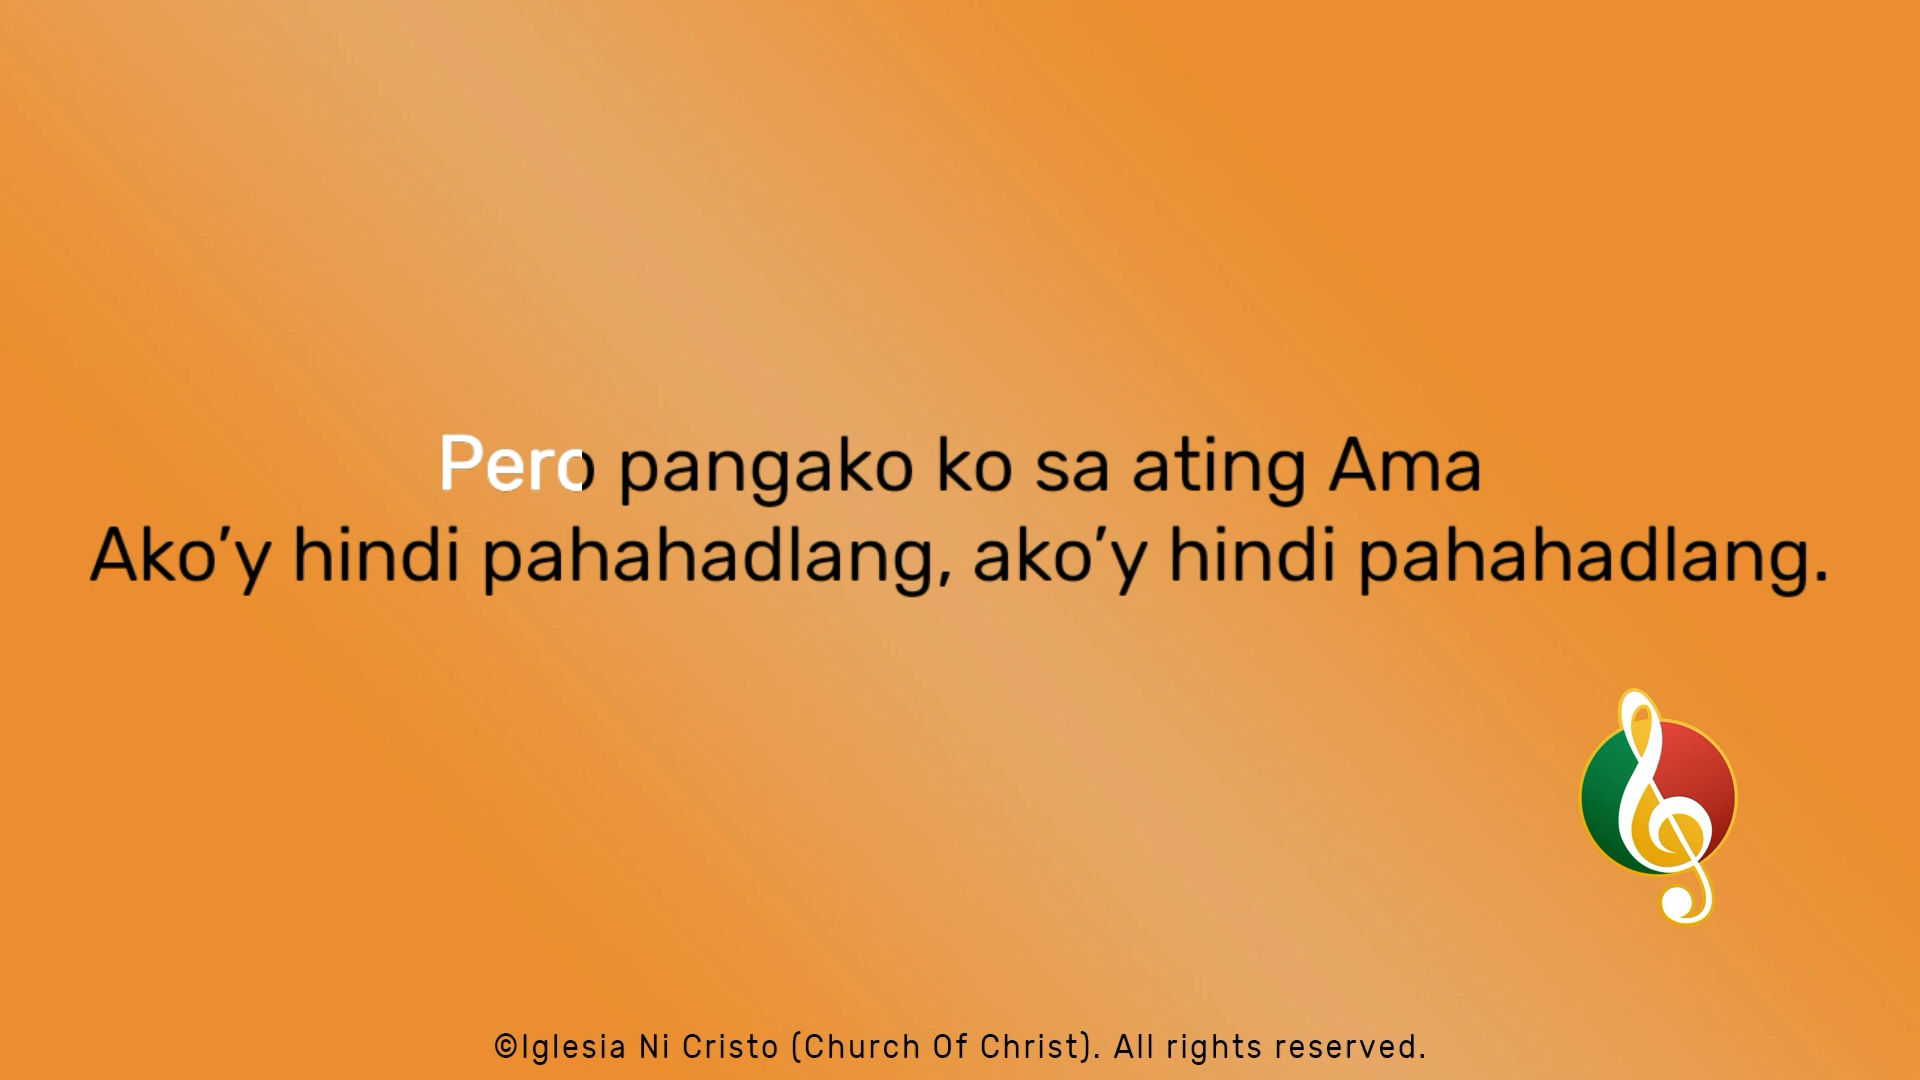 Pero pangako ko sa ating Ama
Ako’y hindi pahahadlang, ako’y hindi pahahadlang.
©Iglesia Ni Cristo (Church Of Christ). All rights reserved.